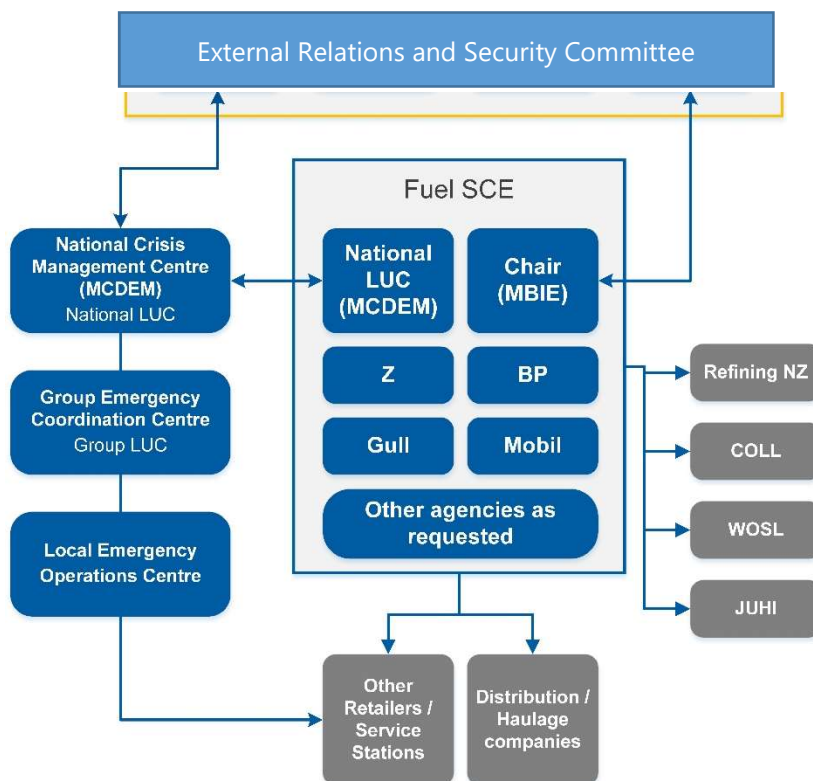 External Relations and Security Committee
Fuel SCE
National Crisis
Management Centre
(MCDEM)
National LUC
National
LUC
(MCDEM)
Chair
(MBIE)
Z
BP
Refining NZ
Group Emergency
Coordination Centre
Group LUC
Gull
Mobil
COLL
Other agencies as
requested
WOSL
Local Emergency
Operations Centre
JUHI
Other
Retailers /
Service
Stations
Distribution /
Haulage
companies